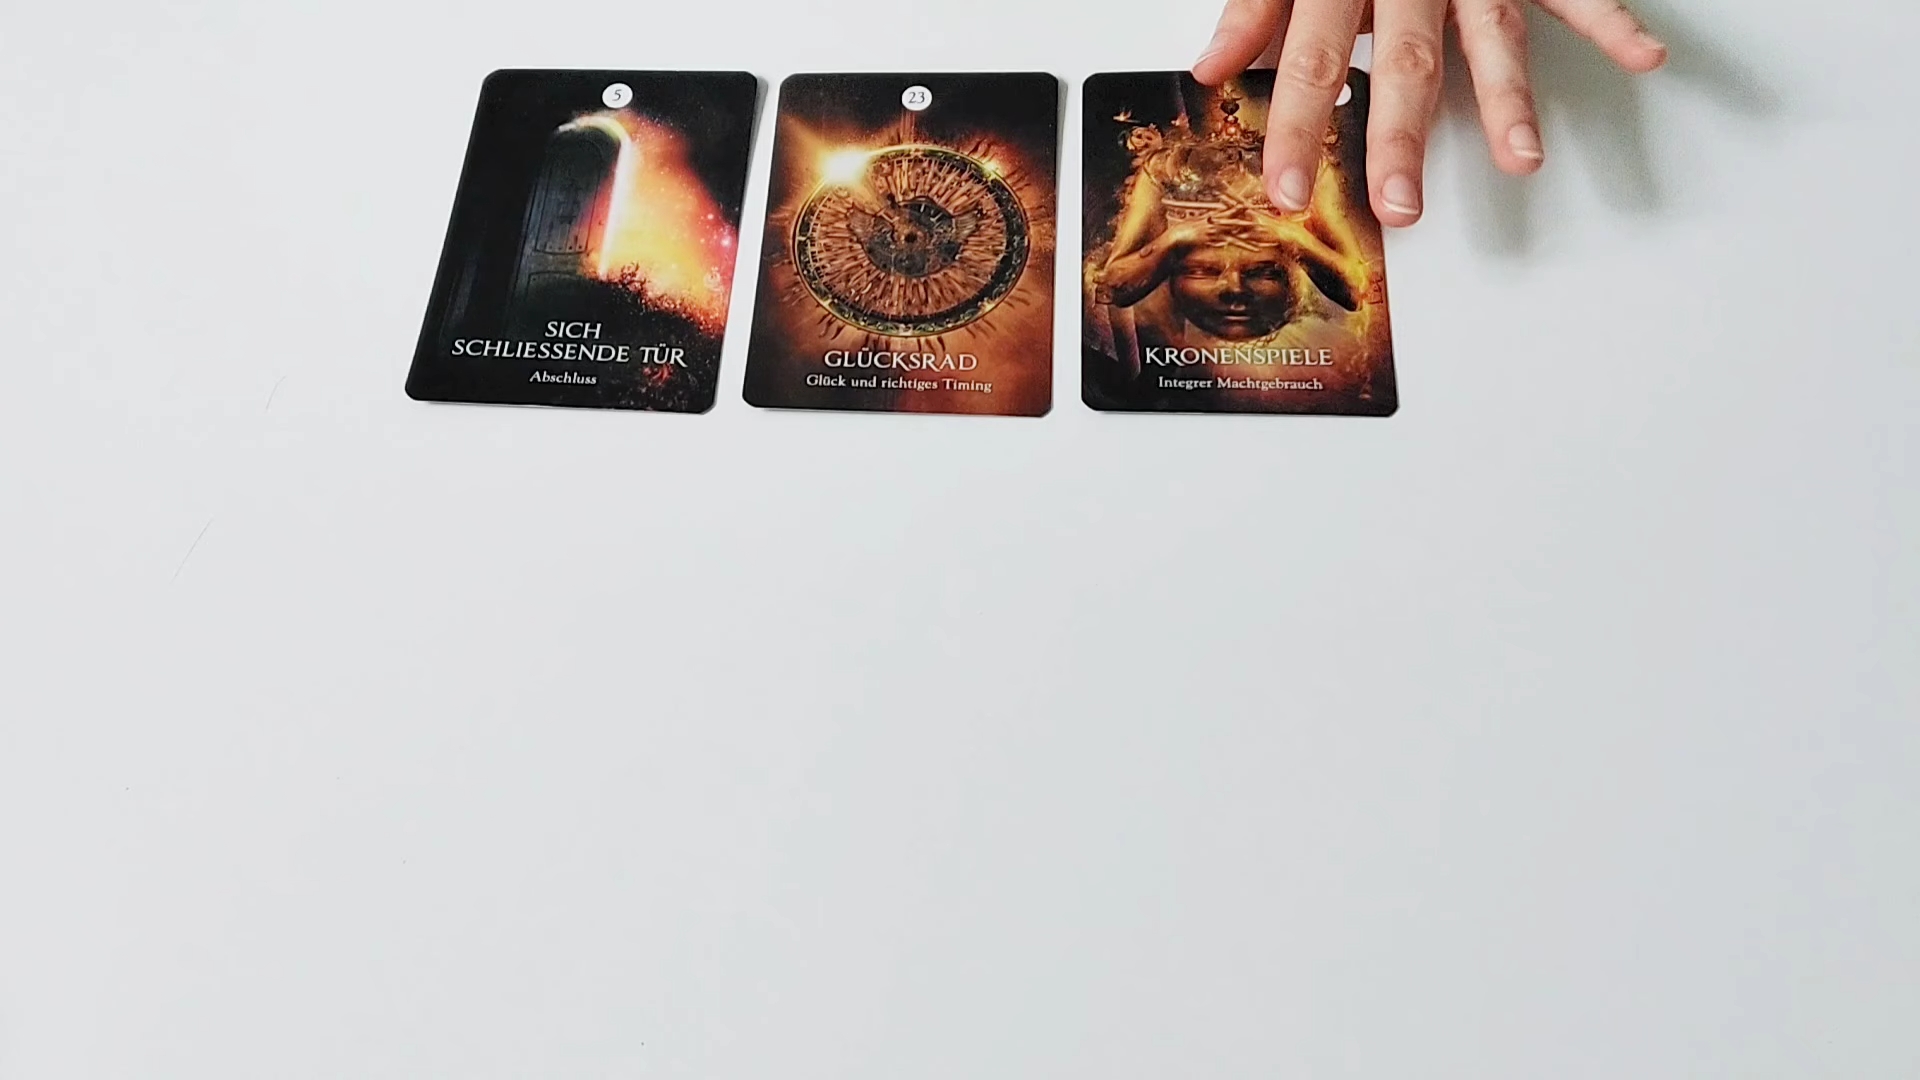 5
SICH
SCHLIESSENDE TÜR
Abschluss
23
GLÜCKSRAD
Glück und richtiges Timing
KRONENSPIELE
Integrer Machtgebrauch